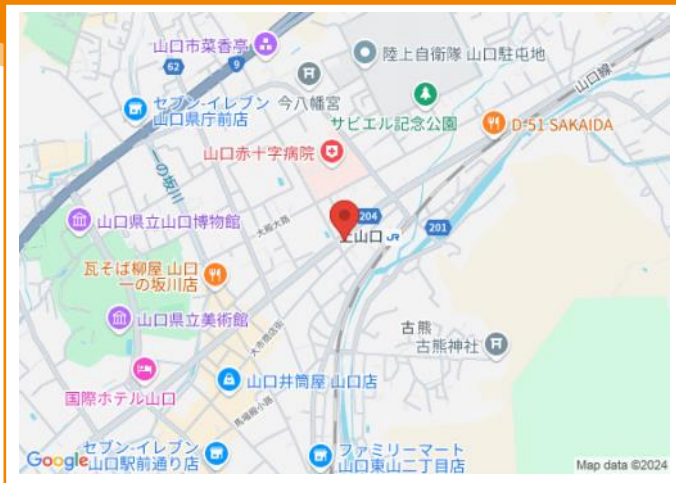 山口市菜香亭
62
9
陸上自衛隊 山口駐屯地
山口線
今八幡宮
サビエル記念公園
セブン-イレブン
山口県庁前店
D-51 SAKAIDA
山口赤十字病院
一の坂川
204
山口県立山口博物館
大殿大路
上山口 JR
201
瓦そば柳屋 山口
一の坂川店
山口県立美術館
大市商店街
古熊
古熊神社
国際ホテル山口
山口井筒屋 山口店
馬場殿小路
セブン-イレブン
山口駅前通り店
ファミリーマート
山口東山二丁目店
Google
Map data ©2024